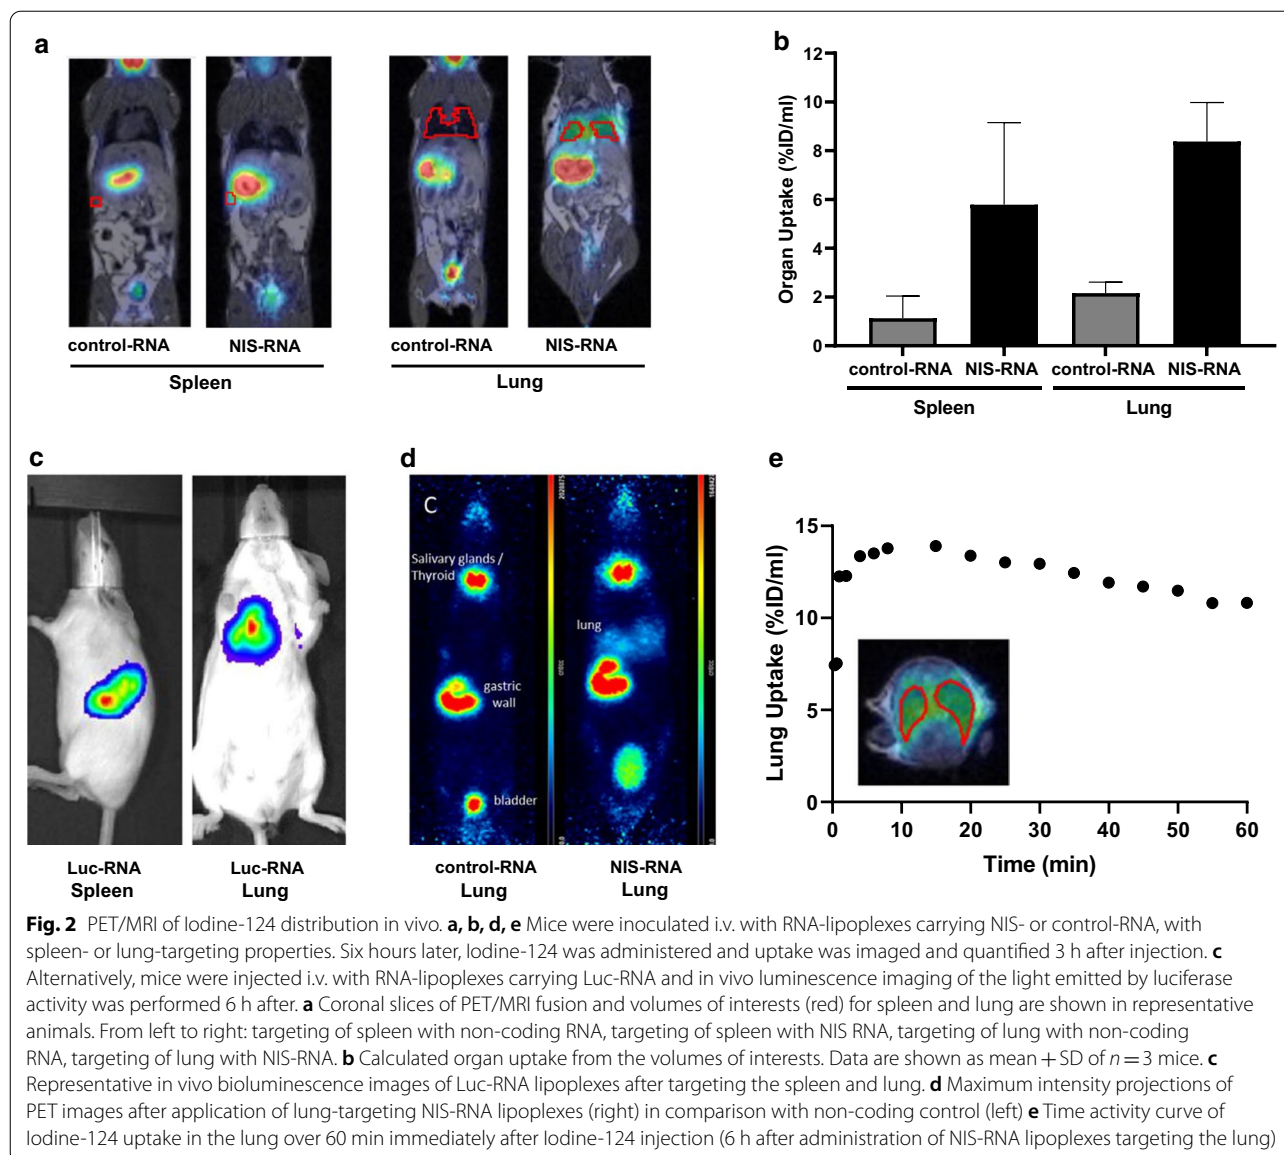 a
control-RNA NIS-RNA control-RNA NIS-RNA
Spleen Lung
b
Organ Uptake (%ID/ml)
12
10
8
6
4
2
0
control-RNA NIS-RNA control-RNA NIS-RNA
Spleen Lung
c
Luc-RNA Luc-RNA
Spleen Lung
d
C
Salivary glands /
Thyroid
lung
gastric
wall
bladder
cnt/cc
0.0
cnt/cc
0.0
control-RNA NIS-RNA
Lung Lung
e
Lung Uptake (%ID/ml)
15
10
5
0
0 10 20 30 40 50 60
Time (min)
Fig. 2 PET/MRI of Iodine-124 distribution in vivo. a, b, d, e Mice were inoculated i.v. with RNA-lipoplexes carrying NIS- or control-RNA, with
spleen- or lung-targeting properties. Six hours later, Iodine-124 was administered and uptake was imaged and quantified 3 h after injection. c
Alternatively, mice were injected i.v. with RNA-lipoplexes carrying Luc-RNA and in vivo luminescence imaging of the light emitted by luciferase
activity was performed 6 h after. a Coronal slices of PET/MRI fusion and volumes of interests (red) for spleen and lung are shown in representative
animals. From left to right: targeting of spleen with non-coding RNA, targeting of spleen with NIS RNA, targeting of lung with non-coding
RNA, targeting of lung with NIS-RNA. b Calculated organ uptake from the volumes of interests. Data are shown as mean + SD of n = 3 mice. c
Representative in vivo bioluminescence images of Luc-RNA lipoplexes after targeting the spleen and lung. d Maximum intensity projections of
PET images after application of lung-targeting NIS-RNA lipoplexes (right) in comparison with non-coding control (left) e Time activity curve of
Iodine-124 uptake in the lung over 60 min immediately after Iodine-124 injection (6 h after administration of NIS-RNA lipoplexes targeting the lung)